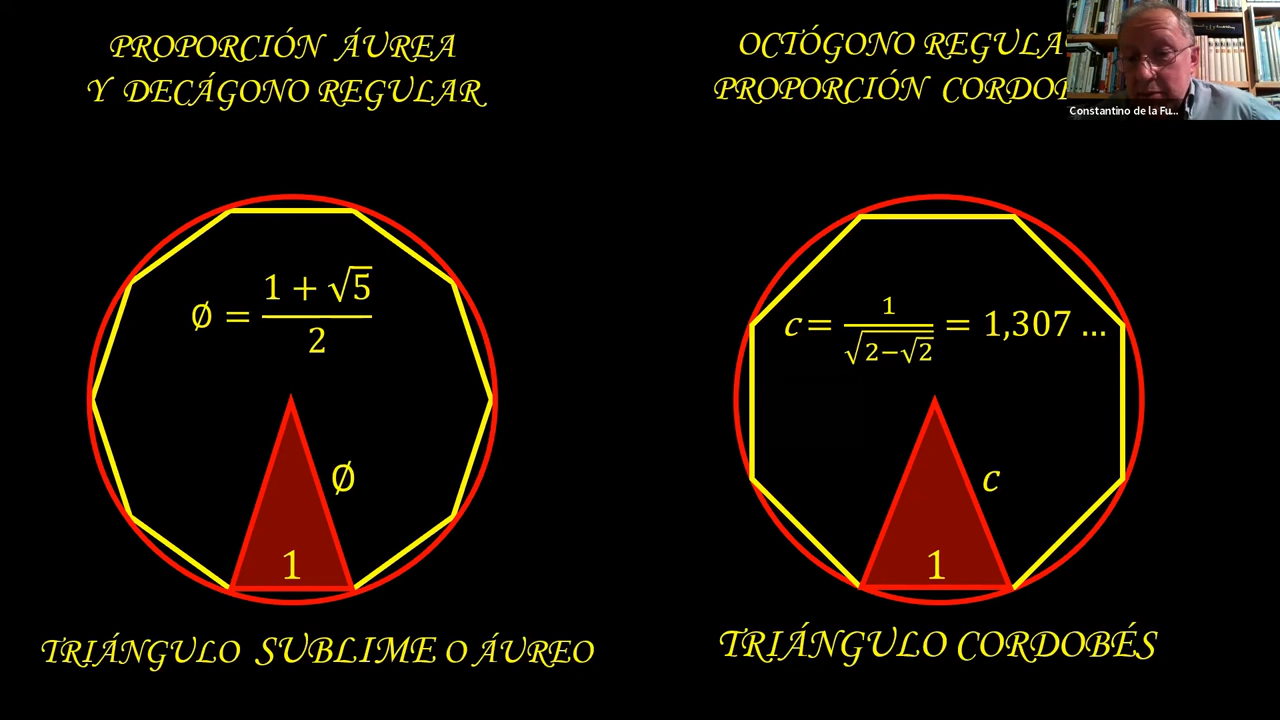 PROPORCIÓN ÁUREA
Y DECÁGONO REGULAR
∅ = (1 + √5)/2
∅
1
TRIÁNGULO SUBLIME O ÁUREO
OCTÓGONO REGULA
PROPORCIÓN CORDOB
Constantino de la Fu...
c = 1/√(2−√2) = 1,307 ...
c
1
TRIÁNGULO CORDOBÉS